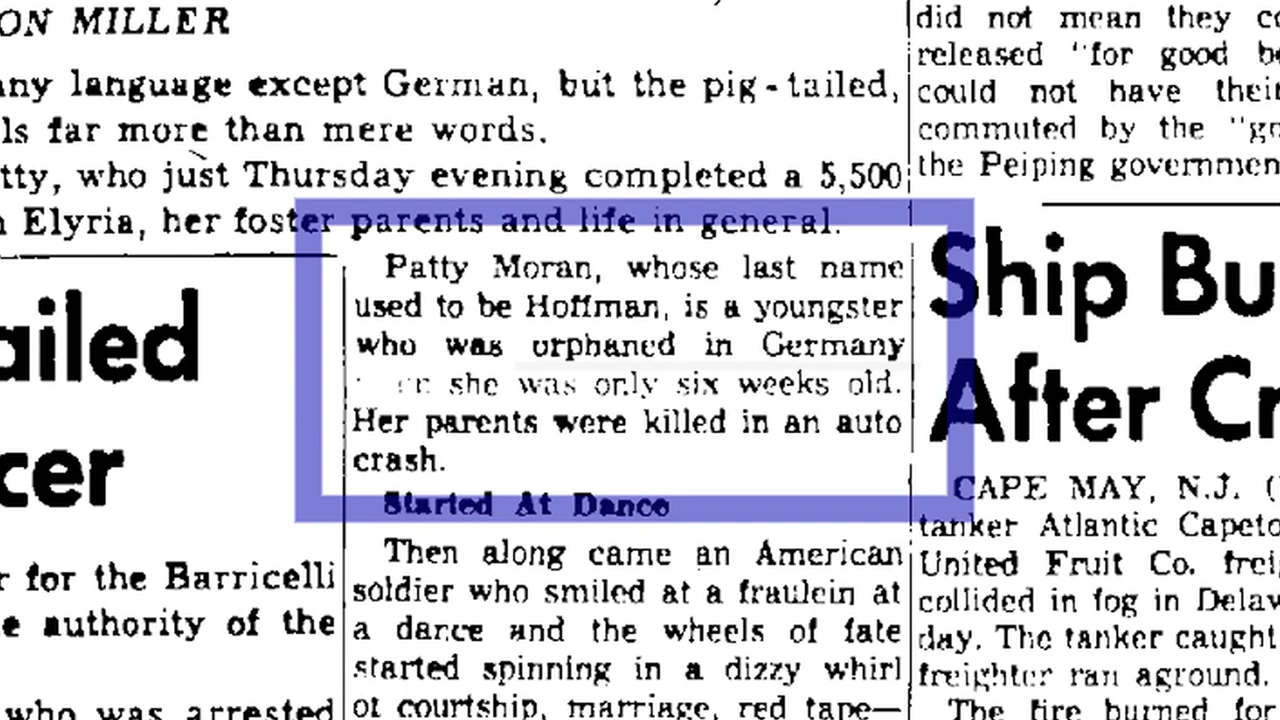 ON MILLER
any language except German, but the pig-tailed,
ls far more than mere words.
tty, who just Thursday evening completed a 5,500
n Elyria, her foster parents and life in general.
ailed
cer
r for the Barricelli
e authority of the
who was arrested
Patty Moran, whose last name
used to be Hoffman, is a youngster
who was orphaned in Germany
she was only six weeks old.
Her parents were killed in an auto
crash.
Started At Dance
Then along came an American
soldier who smiled at a fraulein at
a dance and the wheels of fate
started spinning in a dizzy whirl
of courtship, marriage, red tape—
did not mean they co
released "for good be
could not have their
commuted by the "go
the Peiping governmen
Ship Bu
After Cr
CAPE MAY, N.J. (
tanker Atlantic Capeto
United Fruit Co. frei
collided in fog in Delaw
day. The tanker caught
freighter ran aground.
The fire burned for